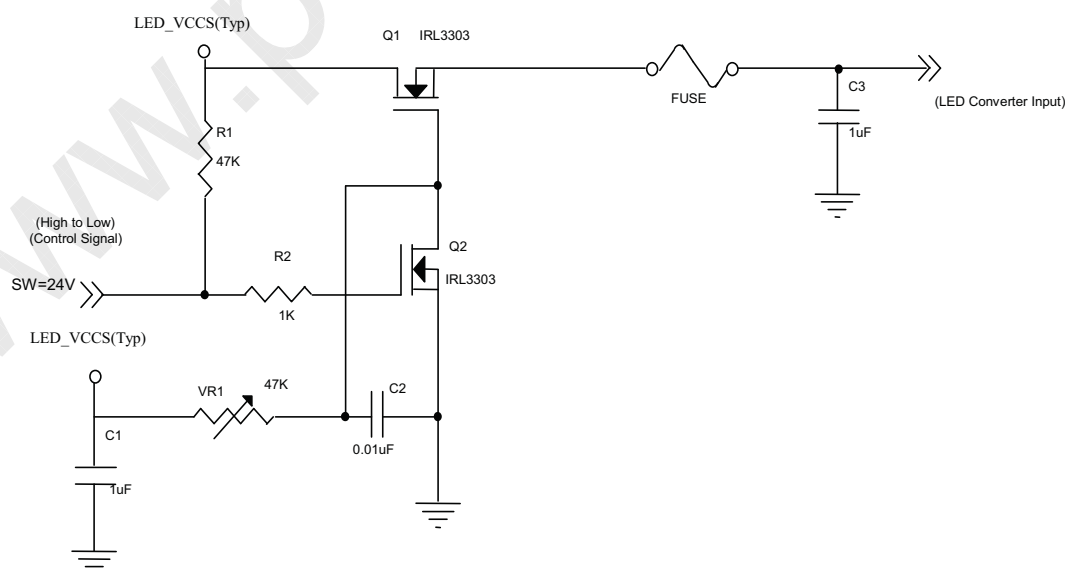 LED_VCCS(Typ)
Q1 IRL3303
FUSE
C3
1uF
(LED Converter Input)
R1
47K
(High to Low)
(Control Signal)
SW=24V
R2
1K
Q2
IRL3303
LED_VCCS(Typ)
VR1
47K
C2
0.01uF
C1
1uF